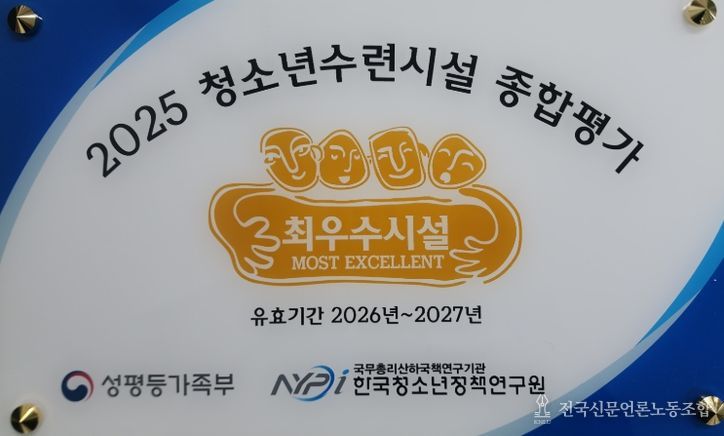 2025 청소년수련시설 종합평가
최우수시설
MOST EXCELLENT
유효기간 2026년~2027년
성평등가족부
NYPi
국무총리산하국책연구기관
한국청소년정책연구원
KNLU
전국신문언론노동조합